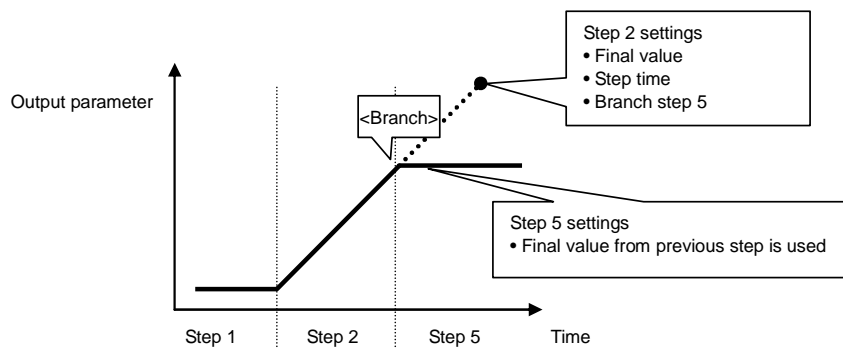 Step 2 settings
• Final value
• Step time
• Branch step 5
Output parameter
<Branch>
Step 5 settings
• Final value from previous step is used
Step 1
Step 2
Step 5
Time